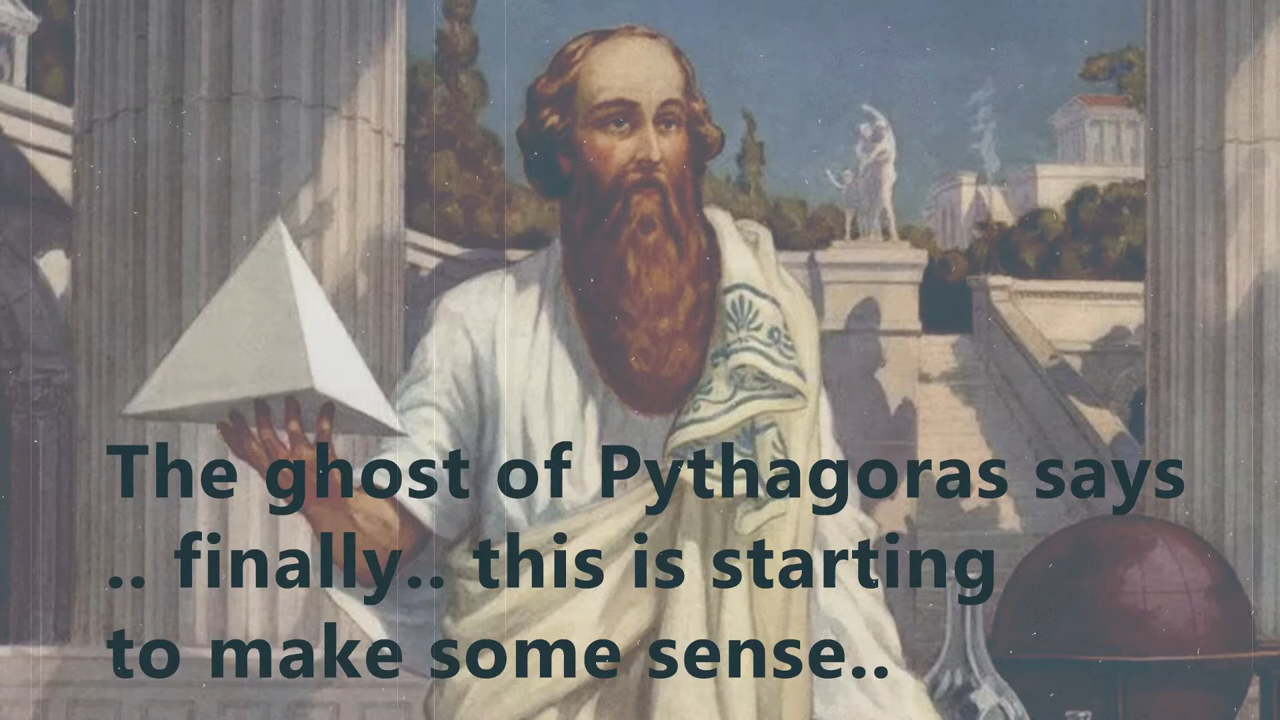 The ghost of Pythagoras says
.. finally.. this is starting
to make some sense..